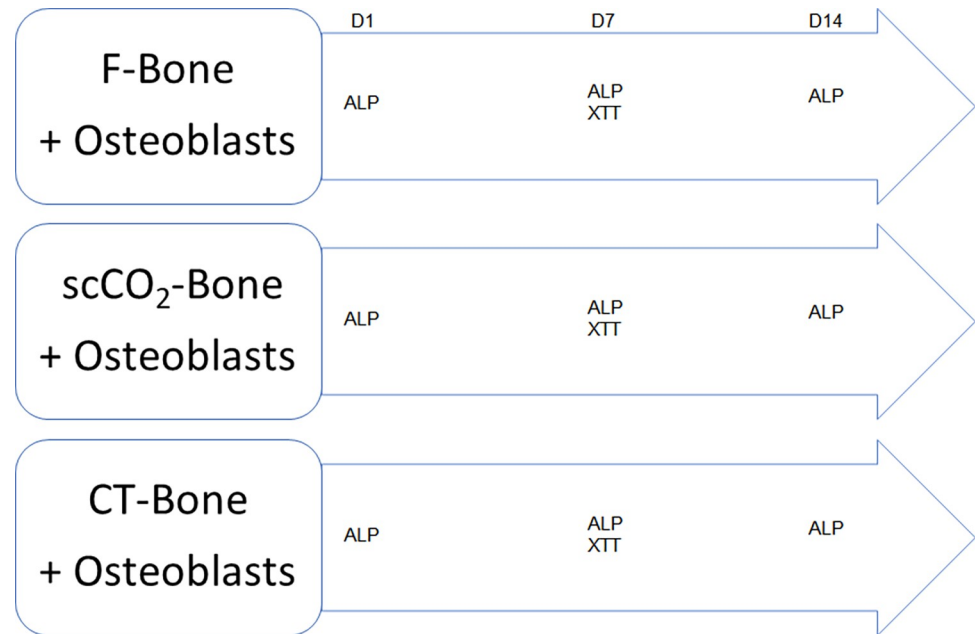 D1 D7 D14
F-Bone
+ Osteoblasts
ALP
ALP
XTT
ALP
scCO₂-Bone
+ Osteoblasts
ALP
ALP
XTT
ALP
CT-Bone
+ Osteoblasts
ALP
ALP
XTT
ALP